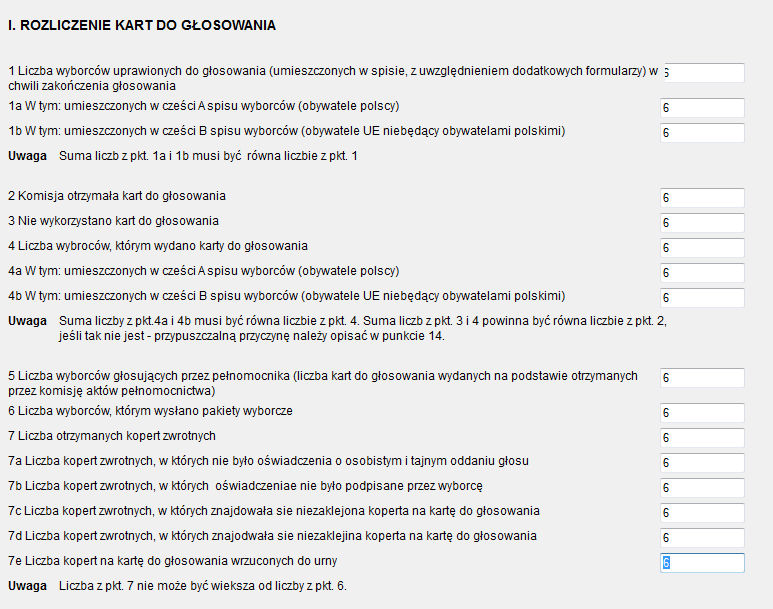 I. ROZLICZENIE KART DO GŁOSOWANIA
1 Liczba wyborców uprawionych do głosowania (umieszczonych w spisie, z uwzględnieniem dodatkowych formularzy) w 6
chwili zakończenia głosowania
1a W tym: umieszczonych w cześci A spisu wyborców (obywatele polscy) 6
1b W tym: umieszczonych w cześci B spisu wyborców (obywatele UE niebędący obywatelami polskimi) 6
Uwaga Suma liczb z pkt. 1a i 1b musi być równa liczbie z pkt. 1
2 Komisja otrzymała kart do głosowania 6
3 Nie wykorzystano kart do głosowania 6
4 Liczba wybroców, którym wydano karty do głosowania 6
4a W tym: umieszczonych w cześci A spisu wyborców (obywatele polscy) 6
4b W tym: umieszczonych w cześci B spisu wyborców (obywatele UE niebędący obywatelami polskimi) 6
Uwaga Suma liczby z pkt.4a i 4b musi być równa liczbie z pkt. 4. Suma liczb z pkt. 3 i 4 powinna być równa liczbie z pkt. 2,
jeśli tak nie jest - przypuszczalną przyczynę należy opisać w punkcie 14.
5 Liczba wyborców głosujących przez pełnomocnika (liczba kart do głosowania wydanych na podstawie otrzymanych 6
przez komisję aktów pełnomocnictwa)
6 Liczba wyborców, którym wysłano pakiety wyborcze 6
7 Liczba otrzymanych kopert zwrotnych 6
7a Liczba kopert zwrotnych, w których nie było oświadczenia o osobistym i tajnym oddaniu głosu 6
7b Liczba kopert zwrotnych, w których oświadczeniae nie było podpisane przez wyborcę 6
7c Liczba kopert zwrotnych, w których znajdowała sie niezaklejona koperta na kartę do głosowania 6
7d Liczba kopert zwrotnych, w których znajodwała sie niezaklejina koperta na kartę do głosowania 6
7e Liczba kopert na kartę do głosowania wrzuconych do urny 6
Uwaga Liczba z pkt. 7 nie może być wieksza od liczby z pkt. 6.